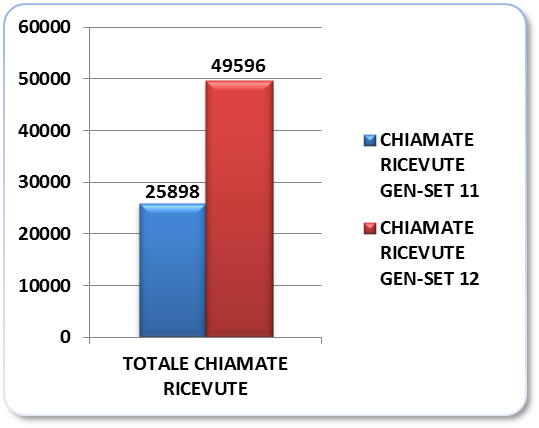 60000
50000
40000
30000
20000
10000
0
49596
25898
TOTALE CHIAMATE
RICEVUTE
CHIAMATE
RICEVUTE
GEN-SET 11
CHIAMATE
RICEVUTE
GEN-SET 12